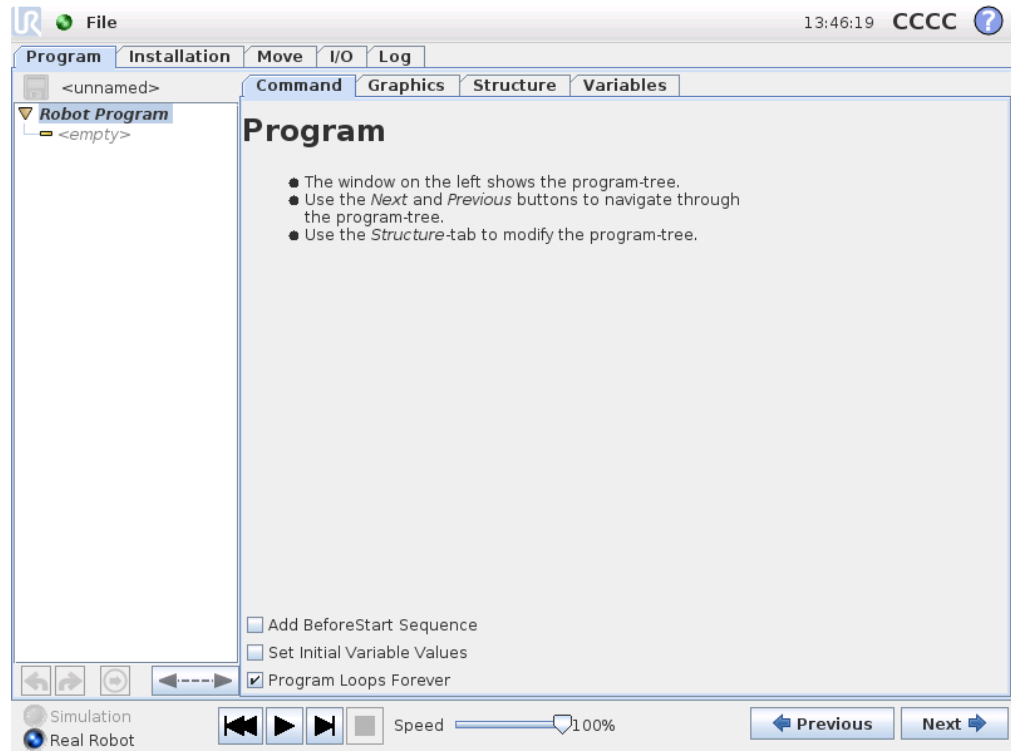 UR File 13:46:19 CCCC ?
Program Installation Move I/O Log
<unnamed> Command Graphics Structure Variables
Robot Program
<empty>
Program
The window on the left shows the program-tree.
Use the Next and Previous buttons to navigate through
the program-tree.
Use the Structure-tab to modify the program-tree.
Add BeforeStart Sequence
Set Initial Variable Values
Program Loops Forever
Simulation
Real Robot
Speed 100%
Previous Next